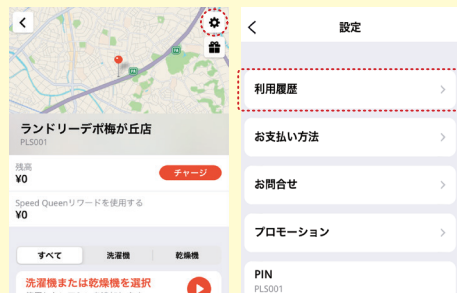 ランドリーデポ梅が丘店
PLS001
残高
¥0
チャージ
Speed Queenリワードを使用する
¥0
すべて
洗濯機
乾燥機
洗濯機または乾燥機を選択
設定
利用履歴
お支払い方法
お問合せ
プロモーション
PIN
PLS001